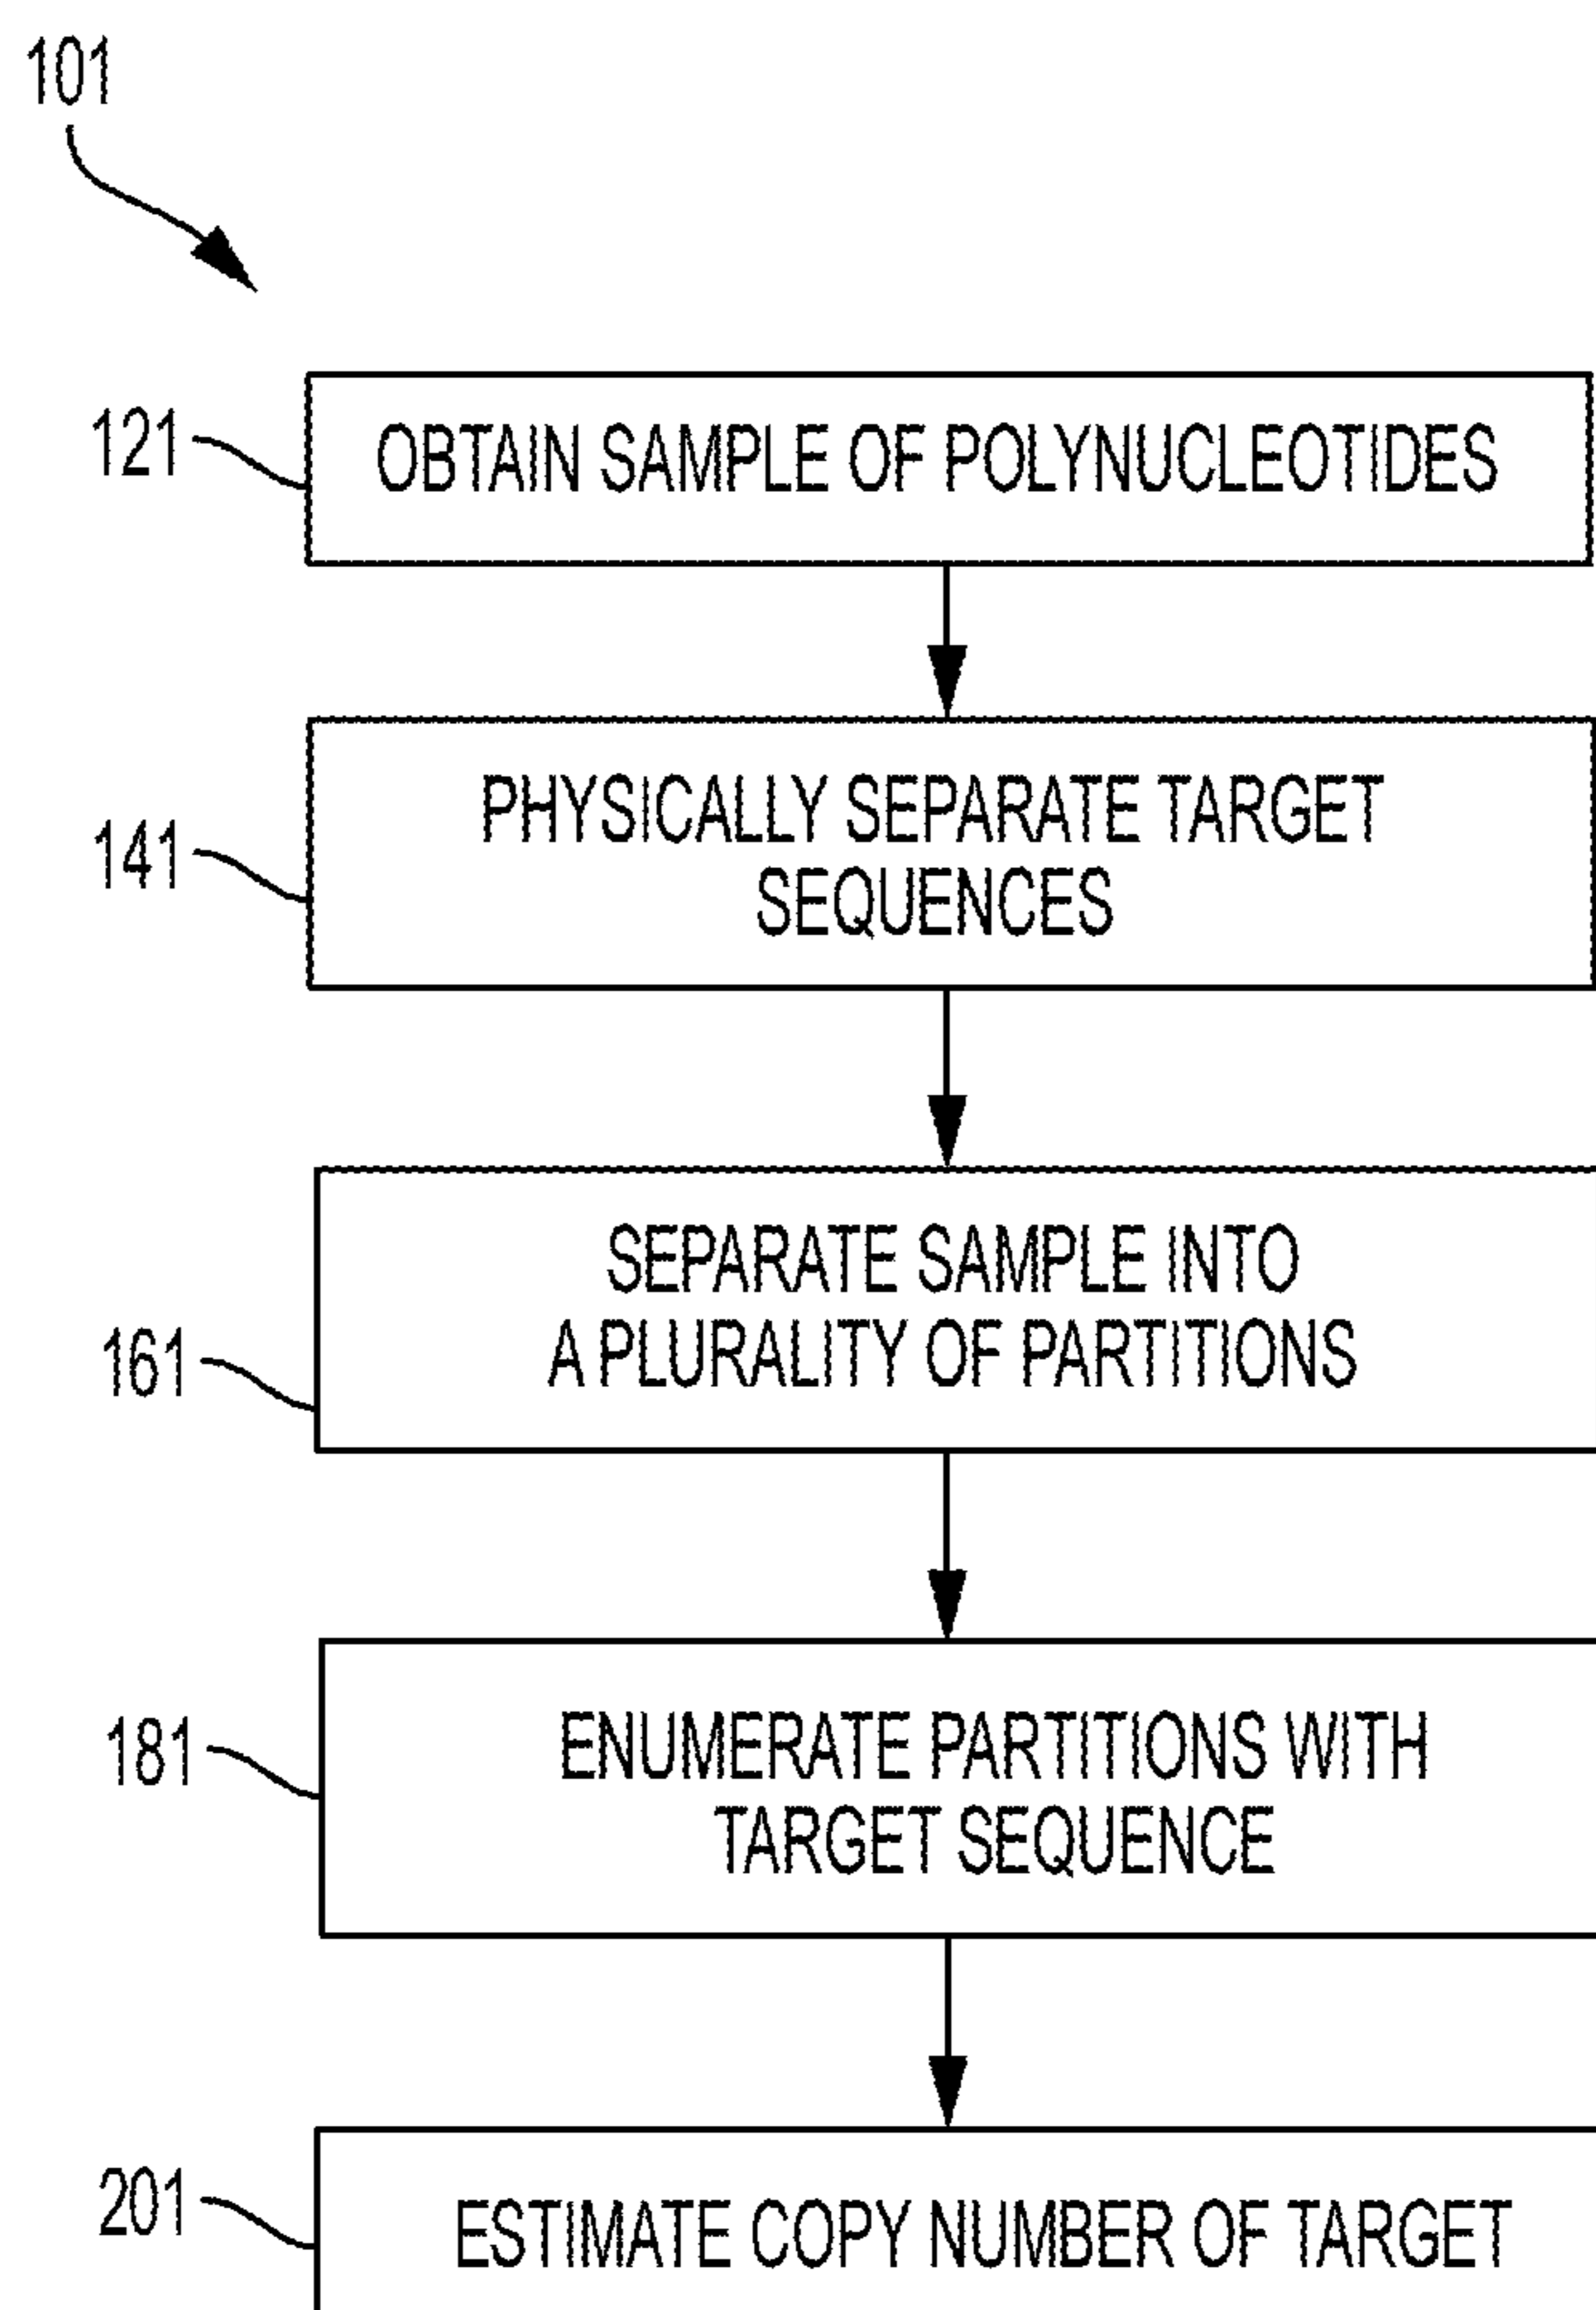 101
121
OBTAIN SAMPLE OF POLYNUCLEOTIDES
141
PHYSICALLY SEPARATE TARGET
SEQUENCES
161
SEPARATE SAMPLE INTO
A PLURALITY OF PARTITIONS
181
ENUMERATE PARTITIONS WITH
TARGET SEQUENCE
201
ESTIMATE COPY NUMBER OF TARGET